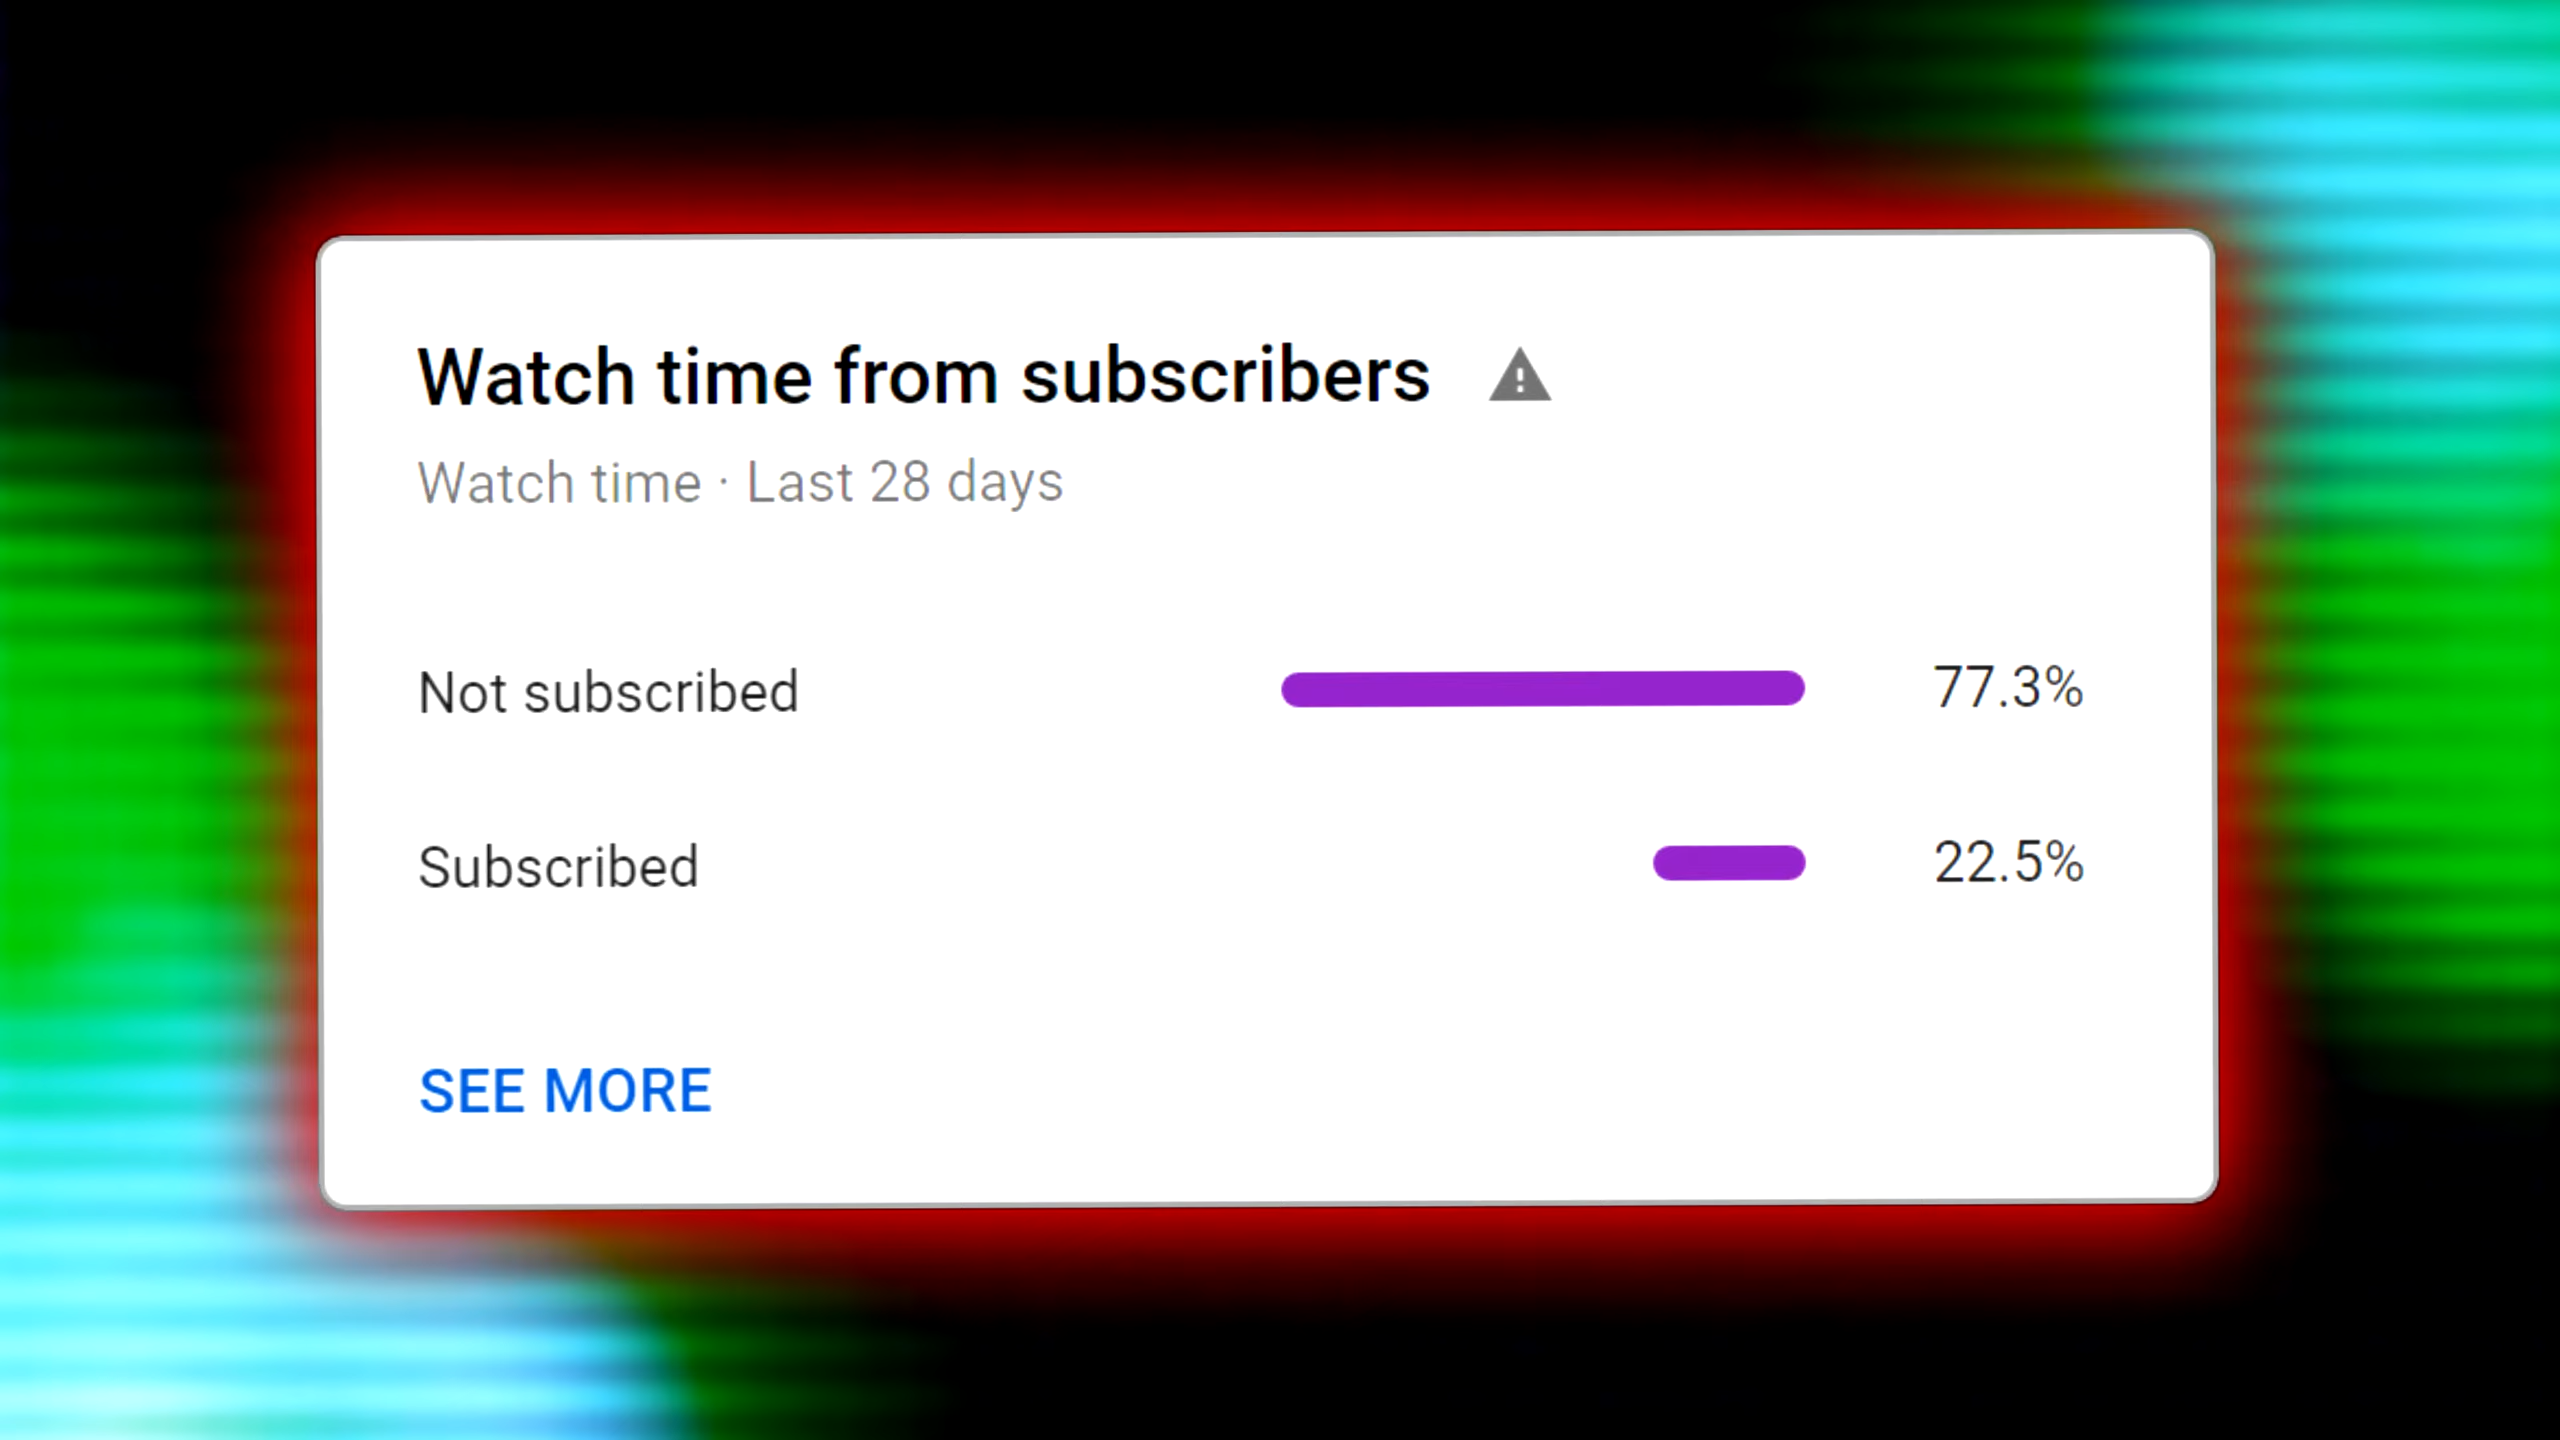 Watch time from subscribers
Watch time · Last 28 days
Not subscribed 77.3%
Subscribed 22.5%
SEE MORE